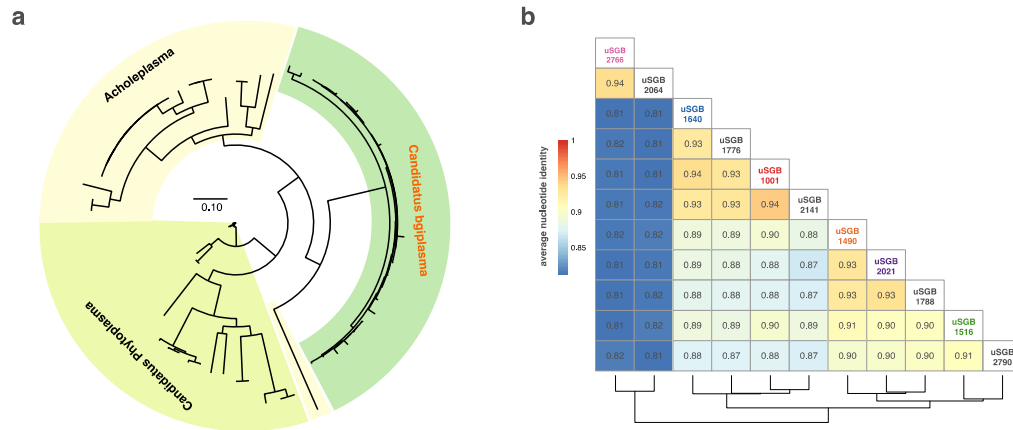 a
Acholeplasma
Candidatus bgiplasma
0.10
Candidatus Phytoplasma
b
average nucleotide identity
1
0.95
0.9
0.85
uSGB
2766
0.94
uSGB
2064
0.81 0.81
uSGB
1640
0.82 0.81 0.93
uSGB
1776
0.81 0.81 0.94 0.93
uSGB
1001
0.81 0.82 0.93 0.93 0.94
uSGB
2141
0.82 0.82 0.89 0.89 0.90 0.88
uSGB
1490
0.81 0.81 0.89 0.88 0.88 0.87 0.93
uSGB
2021
0.81 0.82 0.88 0.88 0.88 0.87 0.93 0.93
uSGB
1788
0.81 0.82 0.89 0.89 0.90 0.89 0.91 0.90 0.90
uSGB
1516
0.82 0.81 0.88 0.87 0.88 0.87 0.90 0.90 0.90 0.91
uSGB
2790